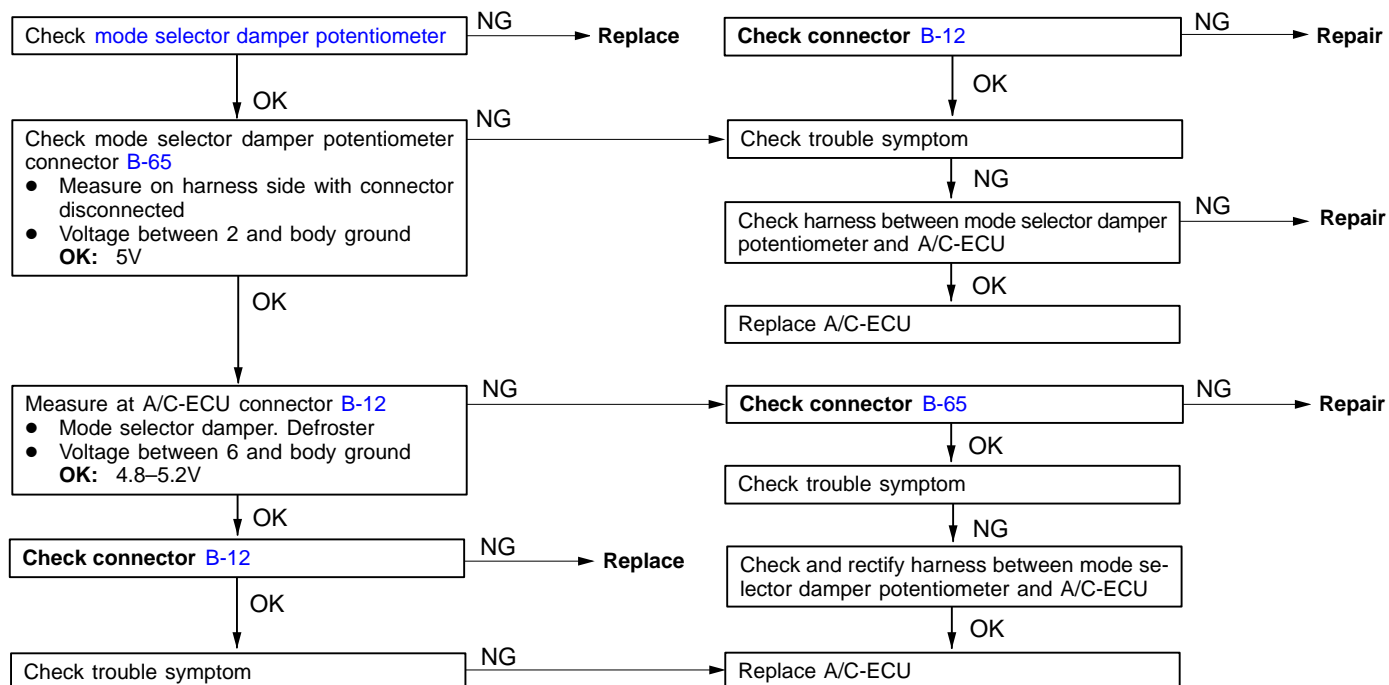 Check mode selector damper potentiometer
NG
Replace
OK
Check mode selector damper potentiometer
connector B-65
● Measure on harness side with connector
disconnected
● Voltage between 2 and body ground
OK: 5V
NG
OK
Measure at A/C-ECU connector B-12
● Mode selector damper. Defroster
● Voltage between 6 and body ground
OK: 4.8–5.2V
NG
OK
Check connector B-12
NG
Replace
OK
Check trouble symptom
NG
Check connector B-12
NG
Repair
OK
Check trouble symptom
NG
Check harness between mode selector damper
potentiometer and A/C-ECU
NG
Repair
OK
Replace A/C-ECU
Check connector B-65
NG
Repair
OK
Check trouble symptom
NG
Check and rectify harness between mode se-
lector damper potentiometer and A/C-ECU
OK
Replace A/C-ECU